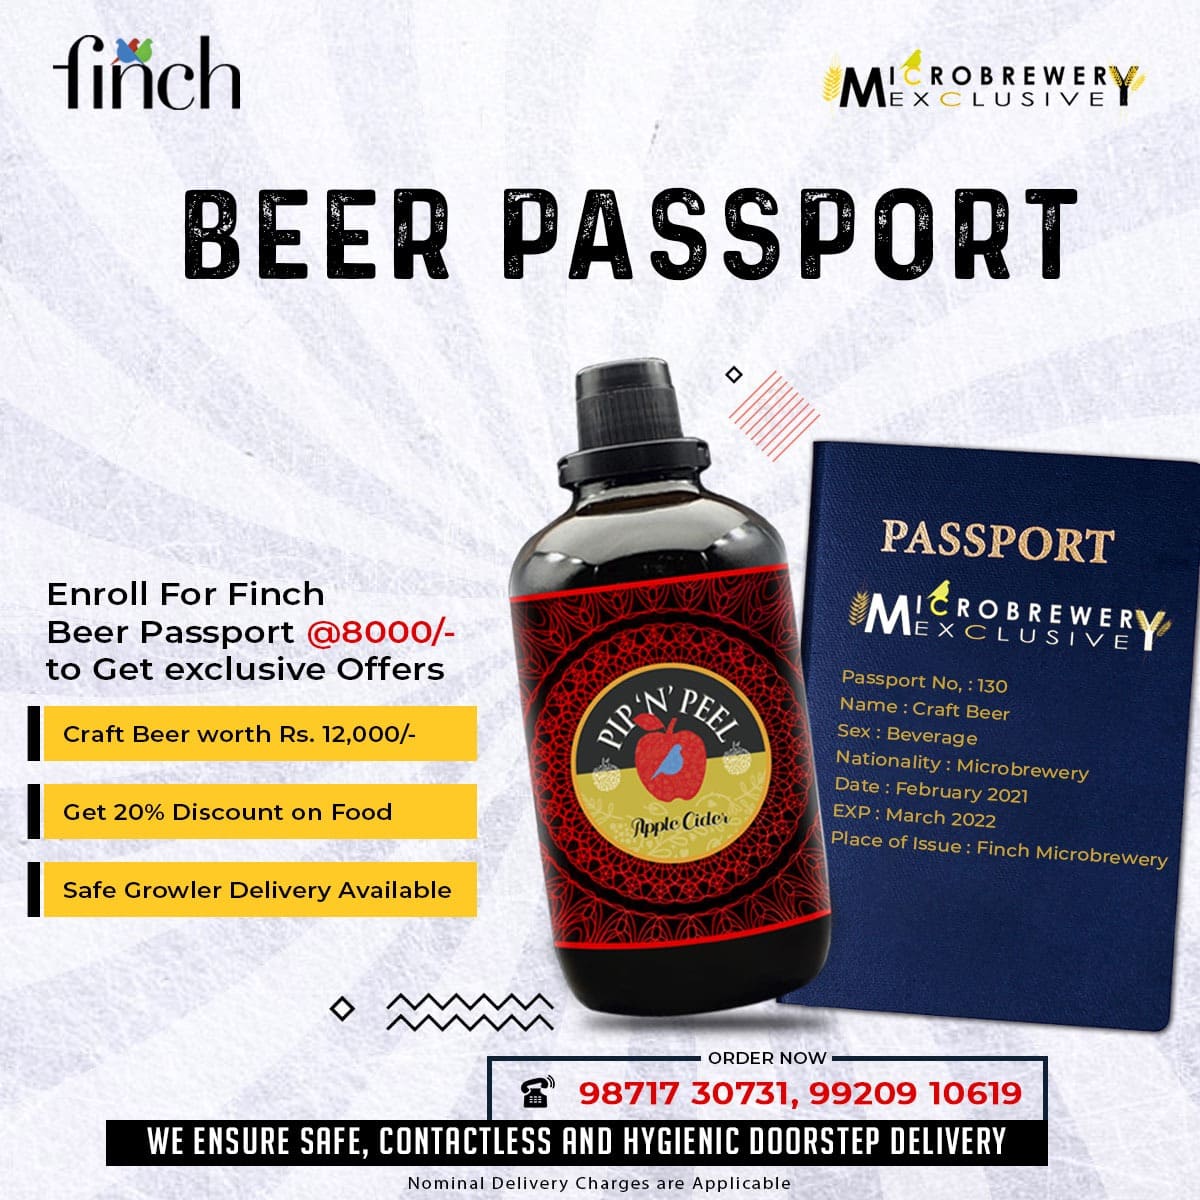 finch
MICROBREWERY
EXCLUSIVE
BEER PASSPORT
Enroll For Finch
Beer Passport @8000/-
to Get exclusive Offers
Craft Beer worth Rs. 12,000/-
Get 20% Discount on Food
Safe Growler Delivery Available
PIP 'N' PEEL
Apple Cider
PASSPORT
MICROBREWERY
EXCLUSIVE
Passport No, : 130
Name : Craft Beer
Sex : Beverage
Nationality : Microbrewery
Date : February 2021
EXP : March 2022
Place of Issue : Finch Microbrewery
ORDER NOW
98717 30731, 99209 10619
WE ENSURE SAFE, CONTACTLESS AND HYGIENIC DOORSTEP DELIVERY
Nominal Delivery Charges are Applicable